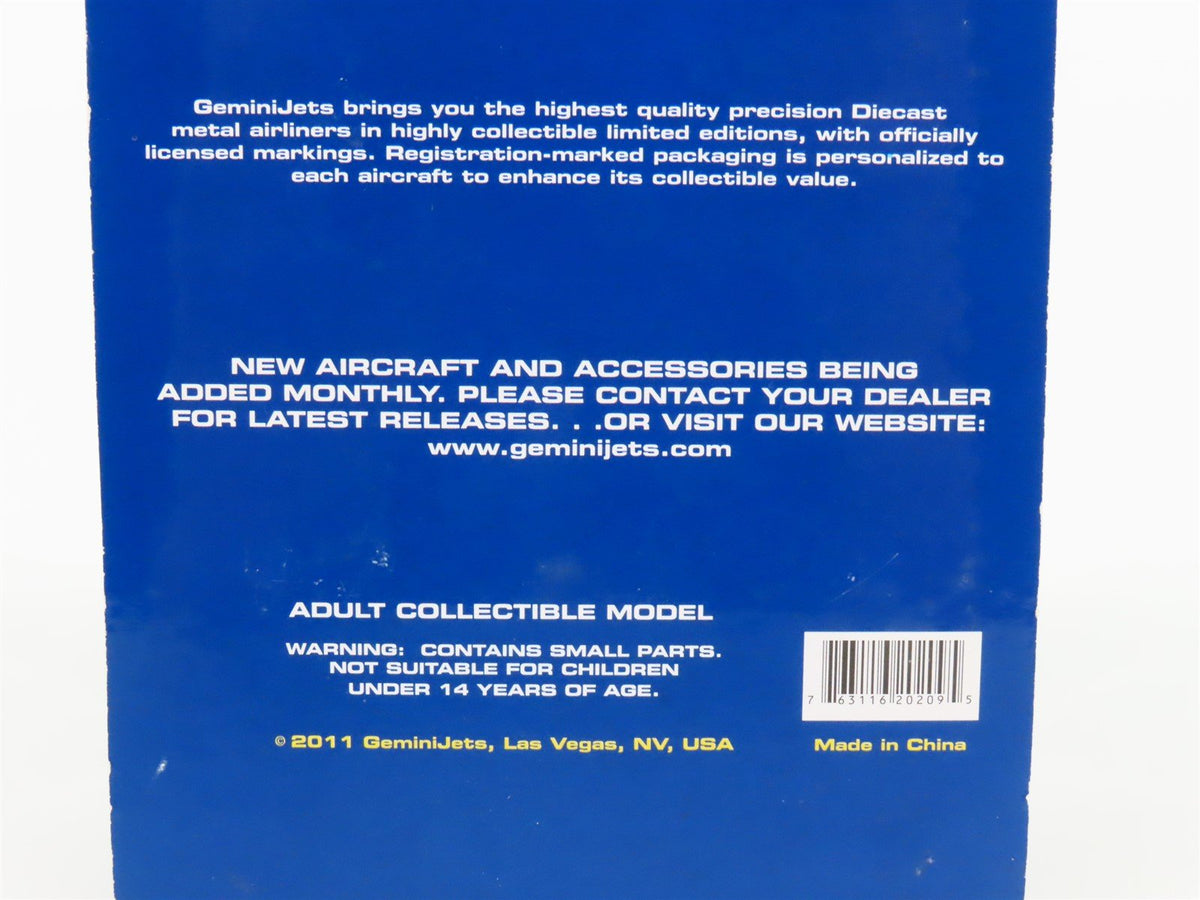 GeminiJets brings you the highest quality precision Diecast
metal airliners in highly collectible limited editions, with officially
licensed markings. Registration-marked packaging is personalized to
each aircraft to enhance its collectible value.
NEW AIRCRAFT AND ACCESSORIES BEING
ADDED MONTHLY. PLEASE CONTACT YOUR DEALER
FOR LATEST RELEASES. . .OR VISIT OUR WEBSITE:
www.geminijets.com
ADULT COLLECTIBLE MODEL
WARNING: CONTAINS SMALL PARTS.
NOT SUITABLE FOR CHILDREN
UNDER 14 YEARS OF AGE.
7 63116 20209 5
© 2011 GeminiJets, Las Vegas, NV, USA
Made in China